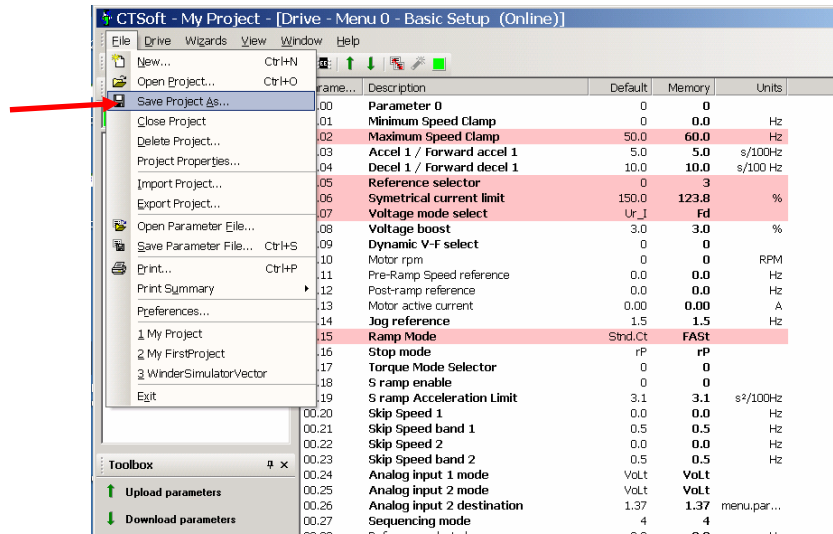 CTSoft - My Project - [Drive - Menu 0 - Basic Setup (Online)]
File Drive Wizards View Window Help
New... Ctrl+N
Open Project... Ctrl+O
Save Project As...
Close Project
Delete Project...
Project Properties...
Import Project...
Export Project...
Open Parameter File...
Save Parameter File... Ctrl+S
Print... Ctrl+P
Print Summary
Preferences...
1 My Project
2 My FirstProject
3 WinderSimulatorVector
Exit
rame... Description Default Memory Units
.00 Parameter 0 0 0
.01 Minimum Speed Clamp 0 0.0 Hz
.02 Maximum Speed Clamp 50.0 60.0 Hz
.03 Accel 1 / Forward accel 1 5.0 5.0 s/100Hz
.04 Decel 1 / Forward decel 1 10.0 10.0 s/100 Hz
.05 Reference selector 0 3
.06 Symetrical current limit 150.0 123.8 %
.07 Voltage mode select Ur_I Fd
.08 Voltage boost 3.0 3.0 %
.09 Dynamic V-F select 0 0
.10 Motor rpm 0 0 RPM
.11 Pre-Ramp Speed reference 0.0 0.0 Hz
.12 Post-ramp reference 0.0 0.0 Hz
.13 Motor active current 0.00 0.00 A
.14 Jog reference 1.5 1.5 Hz
.15 Ramp Mode Stnd.Ct FASt
.16 Stop mode rP rP
.17 Torque Mode Selector 0 0
.18 S ramp enable 0 0
.19 S ramp Acceleration Limit 3.1 3.1 s²/100Hz
00.20 Skip Speed 1 0.0 0.0 Hz
00.21 Skip Speed band 1 0.5 0.5 Hz
00.22 Skip Speed 2 0.0 0.0 Hz
00.23 Skip Speed band 2 0.5 0.5 Hz
00.24 Analog input 1 mode VoLt VoLt
00.25 Analog input 2 mode VoLt VoLt
00.26 Analog input 2 destination 1.37 1.37 menu.par...
00.27 Sequencing mode 4 4
Toolbox
Upload parameters
Download parameters